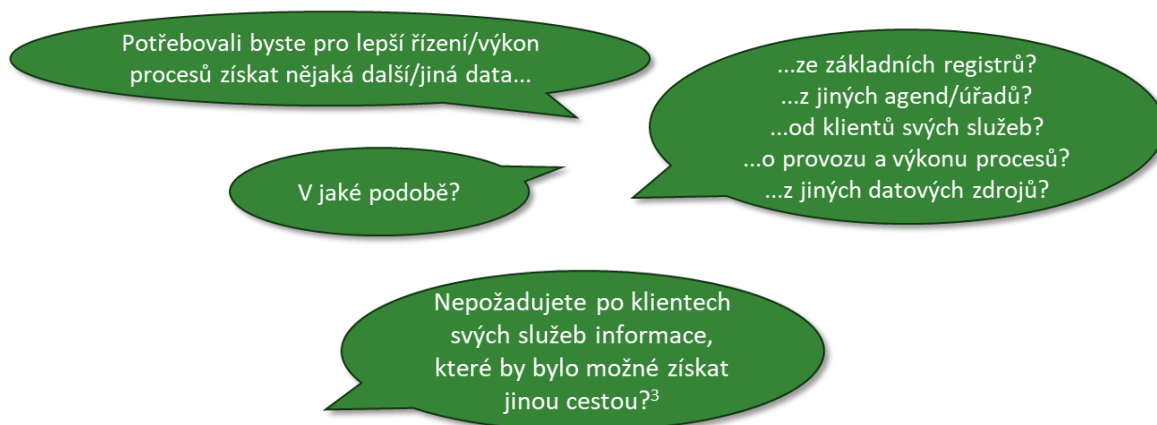 Potřebovali byste pro lepší řízení/výkon
procesů získat nějaká další/jiná data...
...ze základních registrů?
...z jiných agend/úřadů?
...od klientů svých služeb?
...o provozu a výkonu procesů?
...z jiných datových zdrojů?
V jaké podobě?
Nepožadujete po klientech
svých služeb informace,
které by bylo možné získat
jinou cestou?³